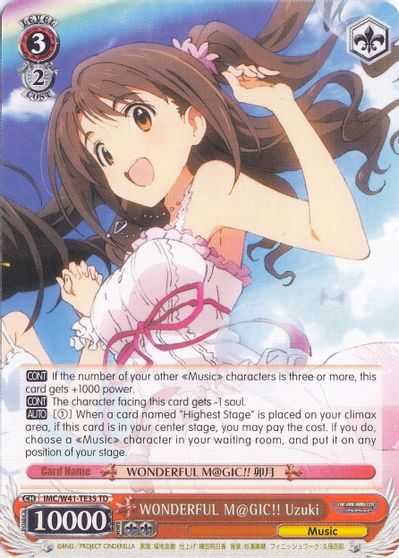 LEVEL
3
2
COST
CONT If the number of your other «Music» characters is three or more, this
card gets +1000 power.
CONT The character facing this card gets -1 soul.
AUTO [①] When a card named "Highest Stage" is placed on your climax
area, if this card is in your center stage, you may pay the cost. If you do,
choose a «Music» character in your waiting room, and put it on any
position of your stage.
Card Name WONDERFUL M@GIC!! 卯月
CH IMC/W41-TE35 TD
10000
POWER
SOUL
WONDERFUL M@GIC!! Uzuki
Music
©BNEI / PROJECT CINDERELLA